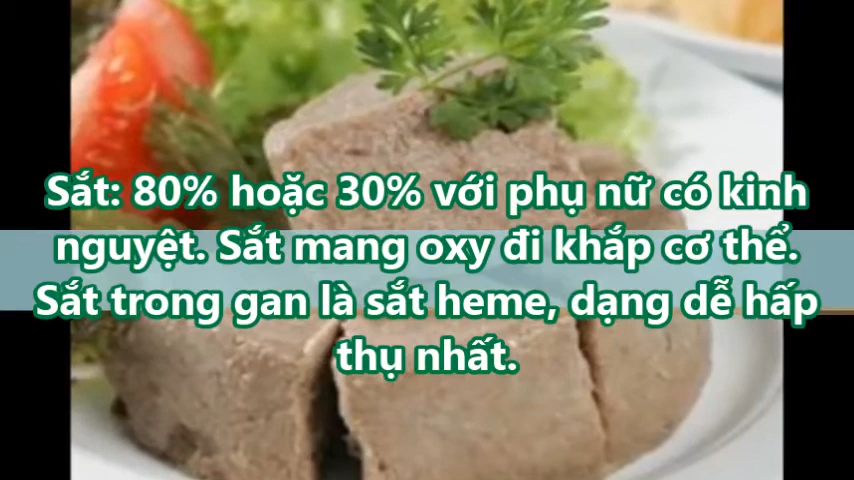 Sắt: 80% hoặc 30% với phụ nữ có kinh
nguyệt. Sắt mang oxy đi khắp cơ thể.
Sắt trong gan là sắt heme, dạng dễ hấp
thụ nhất.